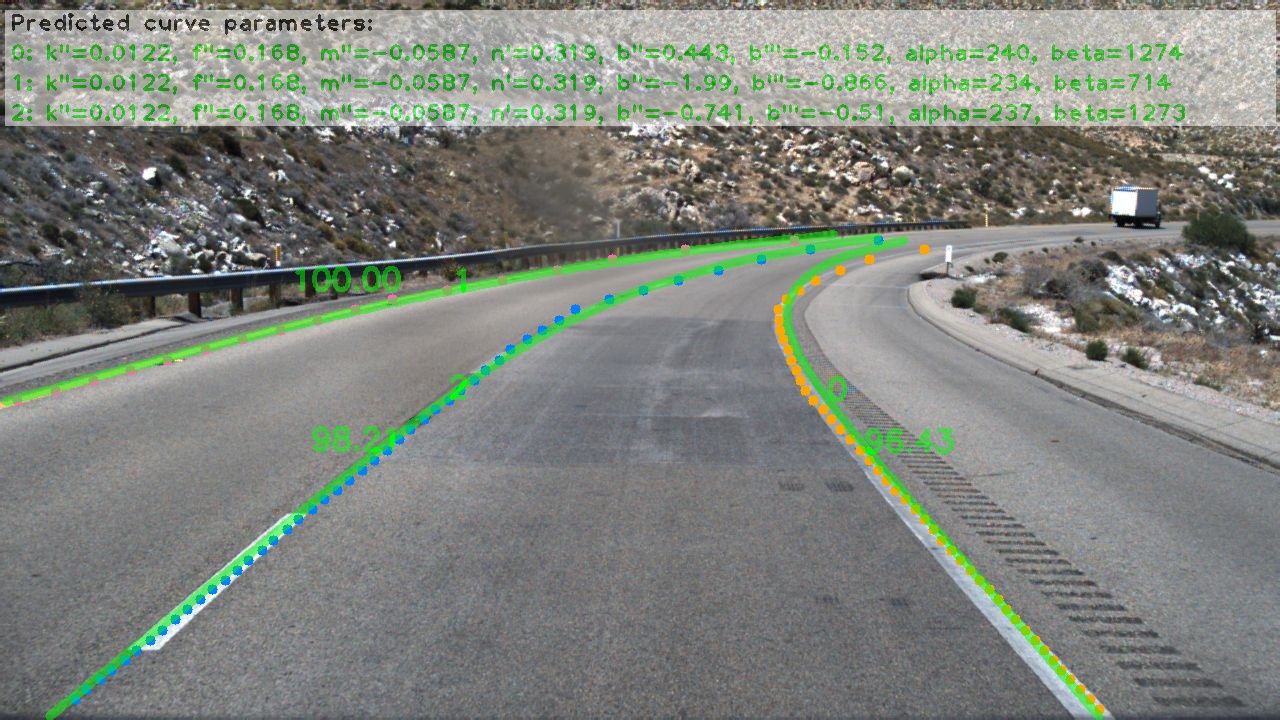 Predicted curve parameters:
0: k''=0.0122, f''=0.168, m''=-0.0587, n'=0.319, b''=0.443, b'''=-0.152, alpha=240, beta=1274
1: k''=0.0122, f''=0.168, m''=-0.0587, n'=0.319, b''=-1.99, b'''=-0.866, alpha=234, beta=714
2: k''=0.0122, f''=0.168, m''=-0.0587, n'=0.319, b''=-0.741, b'''=-0.51, alpha=237, beta=1273
100.00 1
2 0
98.21 96.43